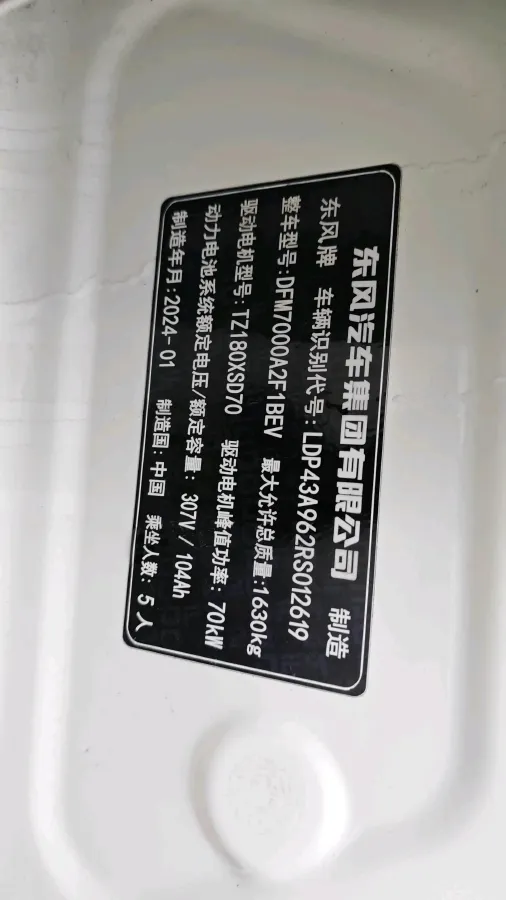 东风汽车集团有限公司 制造
东风牌 车辆识别代号:LDP43A962RS012619
整车型号:DFM7000A2F1BEV 最大允许总质量:1630kg
驱动电机型号:TZ180XSD70 驱动电机峰值功率:70kW
动力电池系统额定电压/额定容量:307V/104Ah
制造年月:2024-01 制造国:中国 乘坐人数:5人